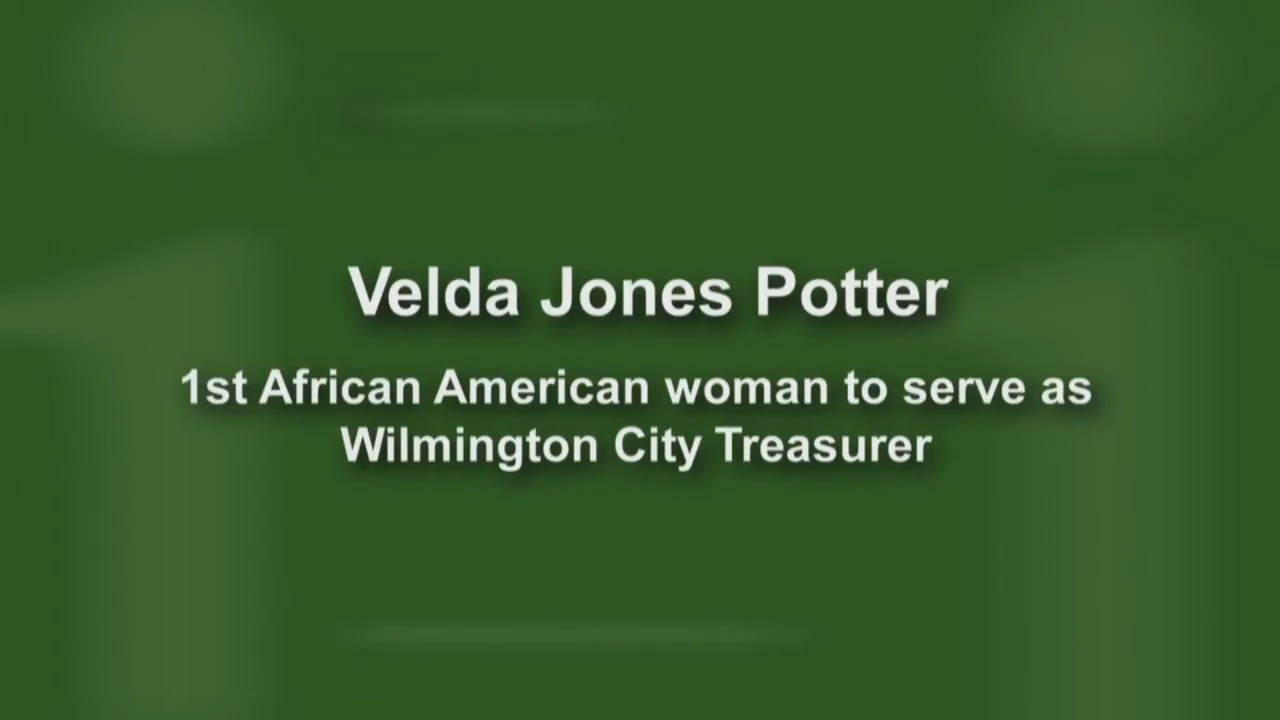 Velda Jones Potter
1st African American woman to serve as
Wilmington City Treasurer